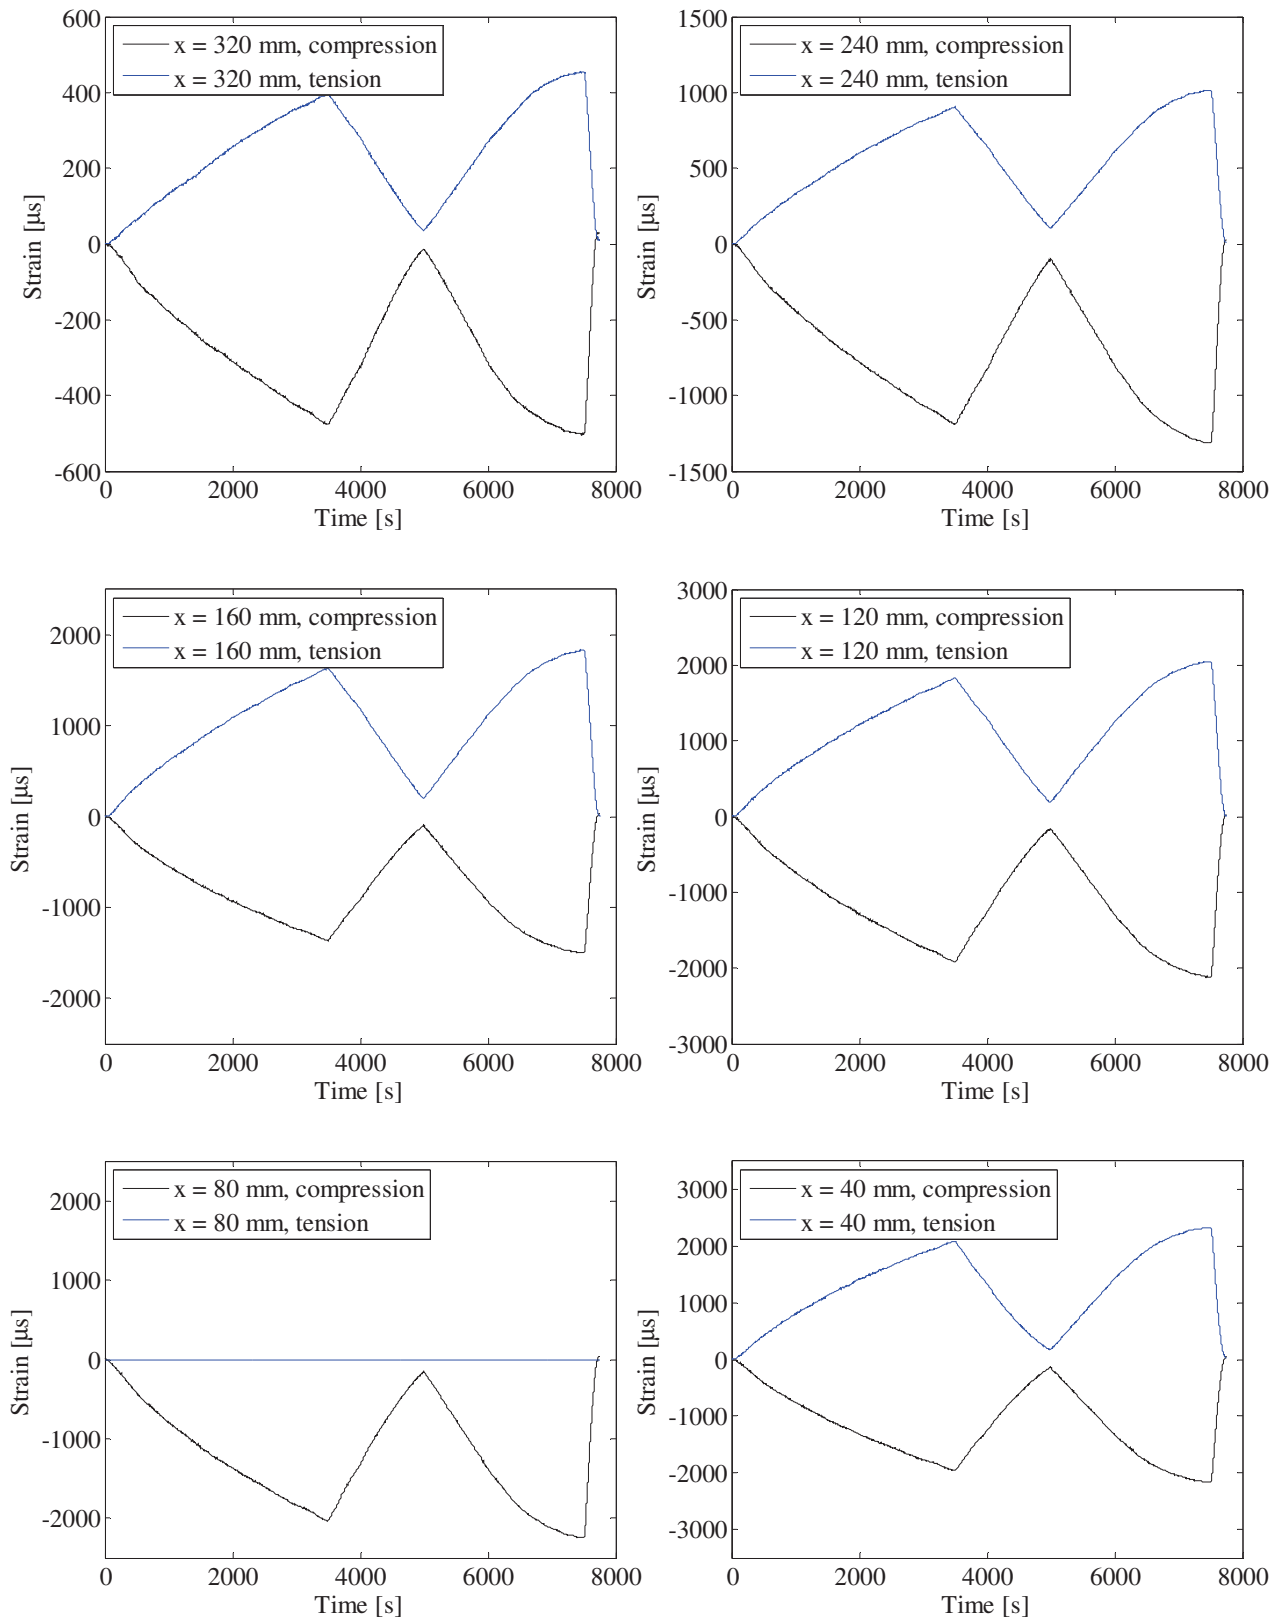 600
400
200
0
-200
-400
-600
Strain [µs]
x = 320 mm, compression
x = 320 mm, tension
0 2000 4000 6000 8000
Time [s]
1500
1000
500
0
-500
-1000
-1500
Strain [µs]
x = 240 mm, compression
x = 240 mm, tension
0 2000 4000 6000 8000
Time [s]
2000
1000
0
-1000
-2000
Strain [µs]
x = 160 mm, compression
x = 160 mm, tension
0 2000 4000 6000 8000
Time [s]
3000
2000
1000
0
-1000
-2000
-3000
Strain [µs]
x = 120 mm, compression
x = 120 mm, tension
0 2000 4000 6000 8000
Time [s]
2000
1000
0
-1000
-2000
Strain [µs]
x = 80 mm, compression
x = 80 mm, tension
0 2000 4000 6000 8000
Time [s]
3000
2000
1000
0
-1000
-2000
-3000
Strain [µs]
x = 40 mm, compression
x = 40 mm, tension
0 2000 4000 6000 8000
Time [s]